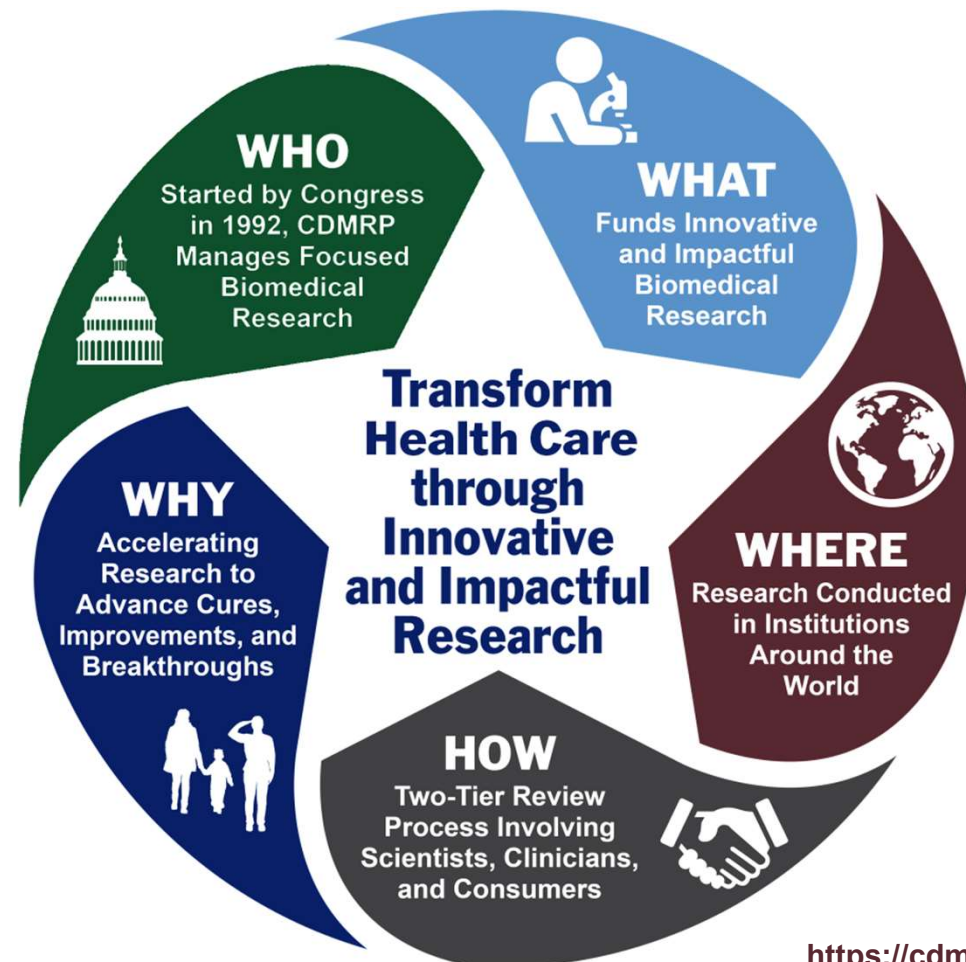 WHO
Started by Congress
in 1992, CDMRP
Manages Focused
Biomedical
Research
WHAT
Funds Innovative
and Impactful
Biomedical
Research
WHERE
Research Conducted
in Institutions
Around the
World
HOW
Two-Tier Review
Process Involving
Scientists, Clinicians,
and Consumers
WHY
Accelerating
Research to
Advance Cures,
Improvements, and
Breakthroughs
Transform
Health Care
through
Innovative
and Impactful
Research
https://cdm